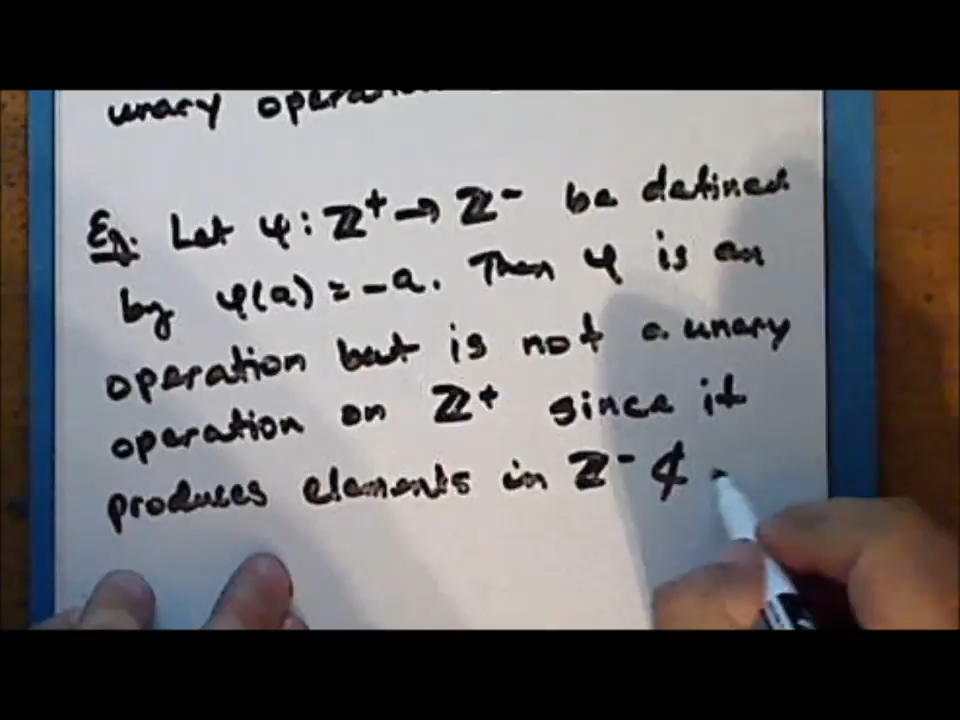 unary operation
Ex. Let φ : ℤ⁺ → ℤ⁻ be defined
by φ(a) = -a. Then φ is an
operation but is not a unary
operation on ℤ⁺ since it
produces elements in ℤ⁻ ⊄